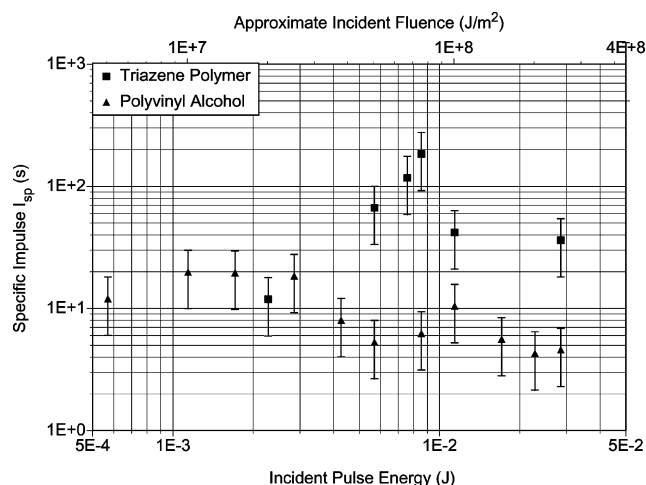 Approximate Incident Fluence (J/m²)
1E+7 1E+8 4E+8
1E+3
Triazene Polymer
Polyvinyl Alcohol
1E+2
Specific Impulse Isp (s)
1E+1
1E+0
5E-4 1E-3 1E-2 5E-2
Incident Pulse Energy (J)